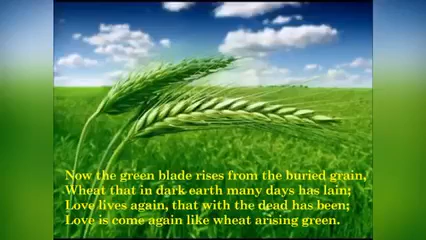 Now the green blade rises from the buried grain,
Wheat that in dark earth many days has lain;
Love lives again, that with the dead has been;
Love is come again like wheat arising green.